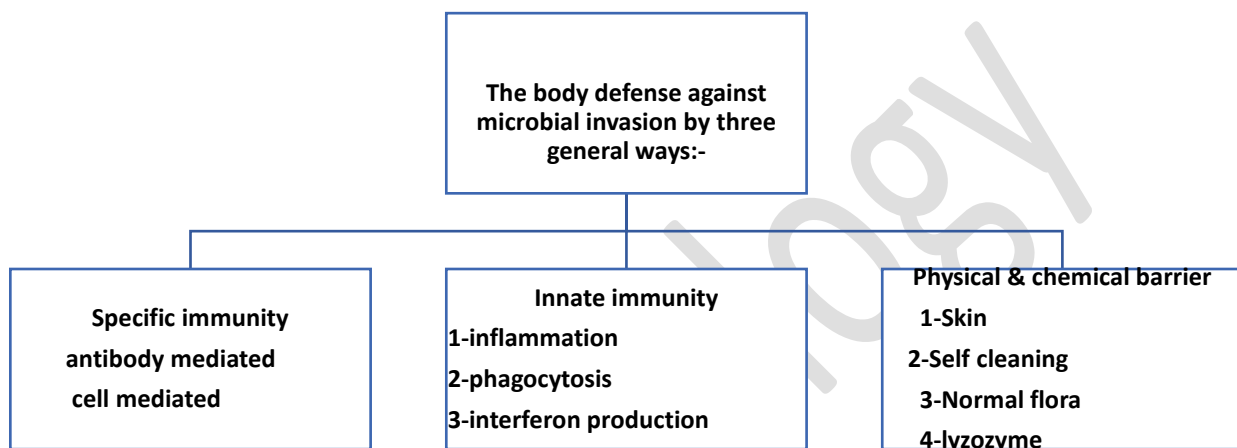 The body defense against
microbial invasion by three
general ways:-
Specific immunity
antibody mediated
cell mediated
Innate immunity
1-inflammation
2-phagocytosis
3-interferon production
Physical & chemical barrier
1-Skin
2-Self cleaning
3-Normal flora
4-lyzozyme
logy